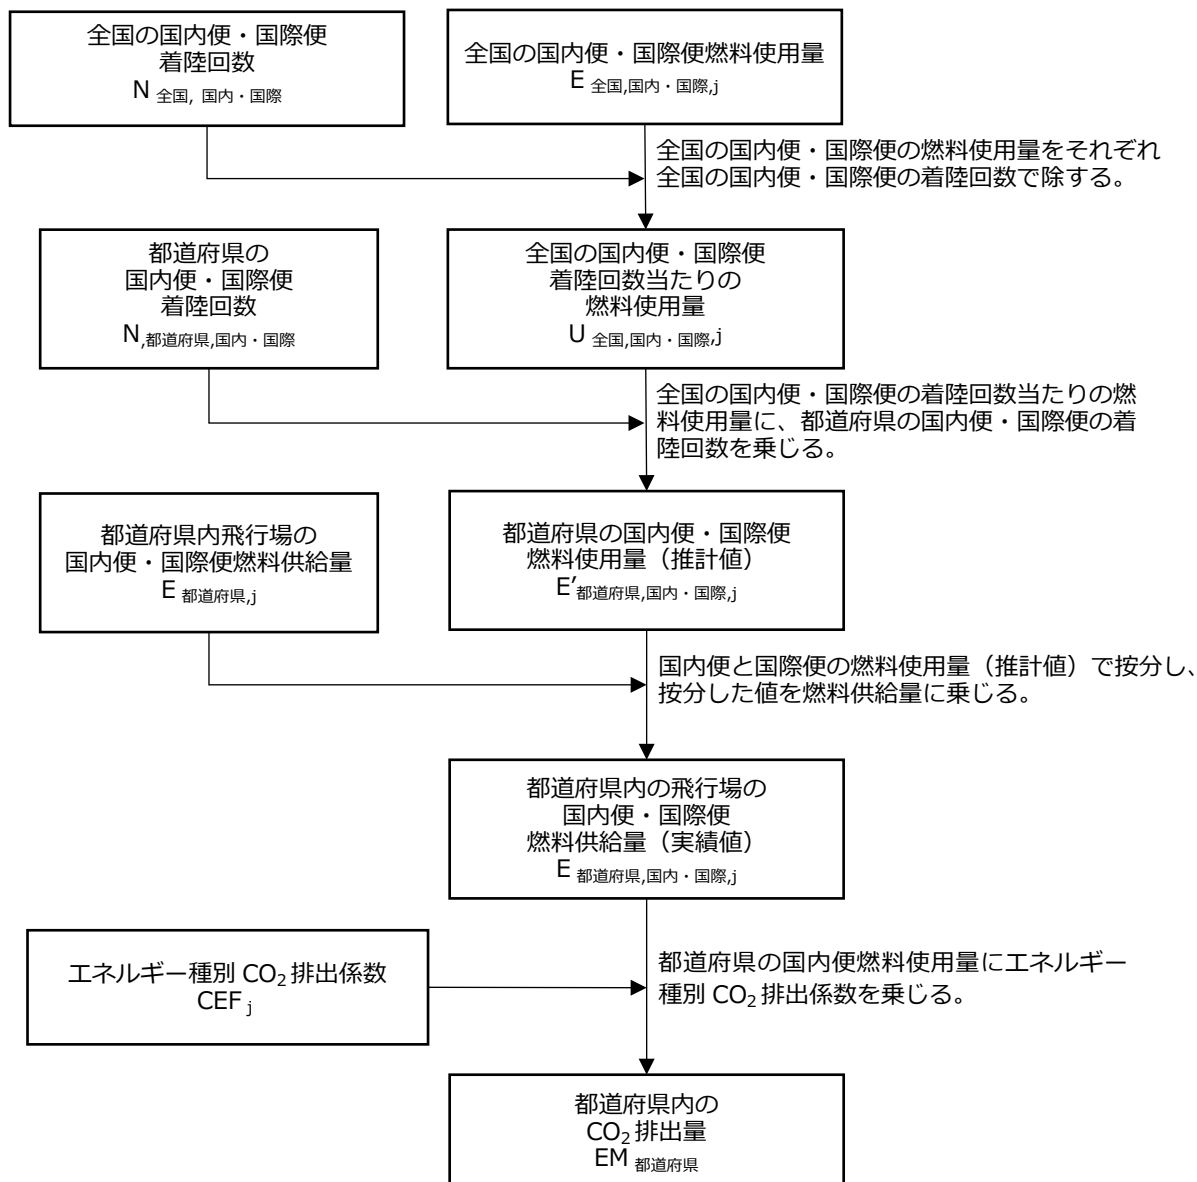 全国の国内便・国際便
着陸回数
N 全国, 国内・国際
全国の国内便・国際便燃料使用量
E 全国,国内・国際,j
全国の国内便・国際便の燃料使用量をそれぞれ
全国の国内便・国際便の着陸回数で除する。
都道府県の
国内便・国際便
着陸回数
N,都道府県,国内・国際
全国の国内便・国際便
着陸回数当たりの
燃料使用量
U 全国,国内・国際,j
全国の国内便・国際便の着陸回数当たりの燃
料使用量に、都道府県の国内便・国際便の着
陸回数を乗じる。
都道府県内飛行場の
国内便・国際便燃料供給量
E 都道府県,j
都道府県の国内便・国際便
燃料使用量（推計値）
E’都道府県,国内・国際,j
国内便と国際便の燃料使用量（推計値）で按分し、
按分した値を燃料供給量に乗じる。
都道府県内の飛行場の
国内便・国際便
燃料供給量（実績値）
E 都道府県,国内・国際,j
エネルギー種別 CO2 排出係数
CEF j
都道府県の国内便燃料使用量にエネルギー
種別 CO2 排出係数を乗じる。
都道府県内の
CO2 排出量
EM 都道府県